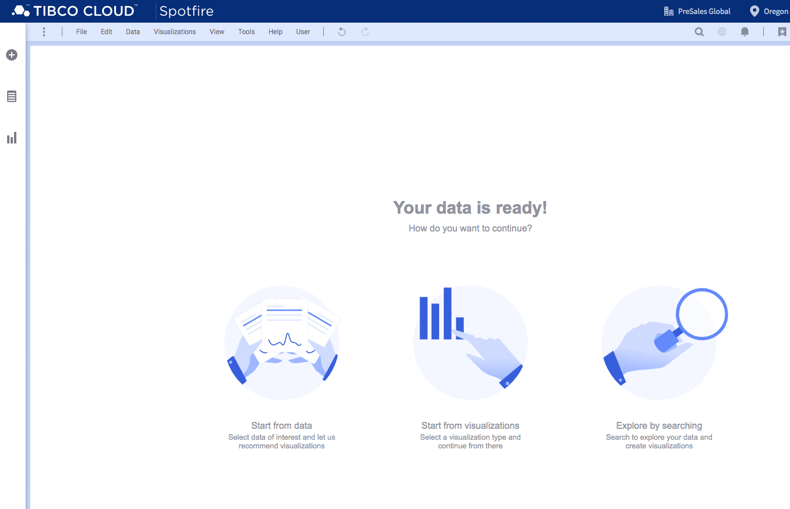 TIBCO CLOUD™ Spotfire PreSales Global Oregon
File Edit Data Visualizations View Tools Help User
Your data is ready!
How do you want to continue?
Start from data
Select data of interest and let us
recommend visualizations
Start from visualizations
Select a visualization type and
continue from there
Explore by searching
Search to explore your data and
create visualizations